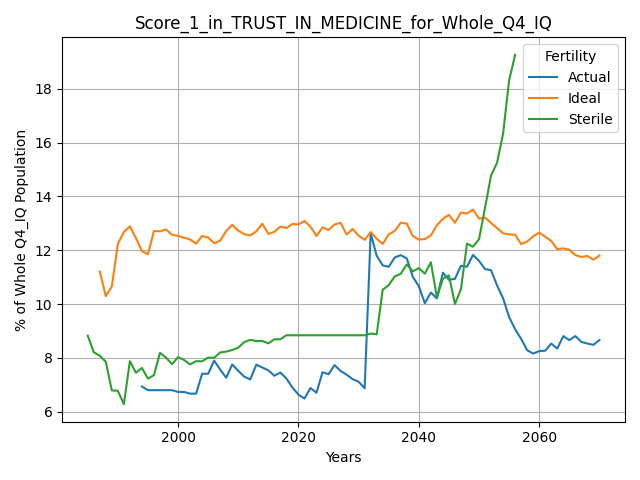 Score_1_in_TRUST_IN_MEDICINE_for_Whole_Q4_IQ
% of Whole Q4_IQ Population
18
16
14
12
10
8
6
Fertility
Actual
Ideal
Sterile
2000 2020 2040 2060
Years